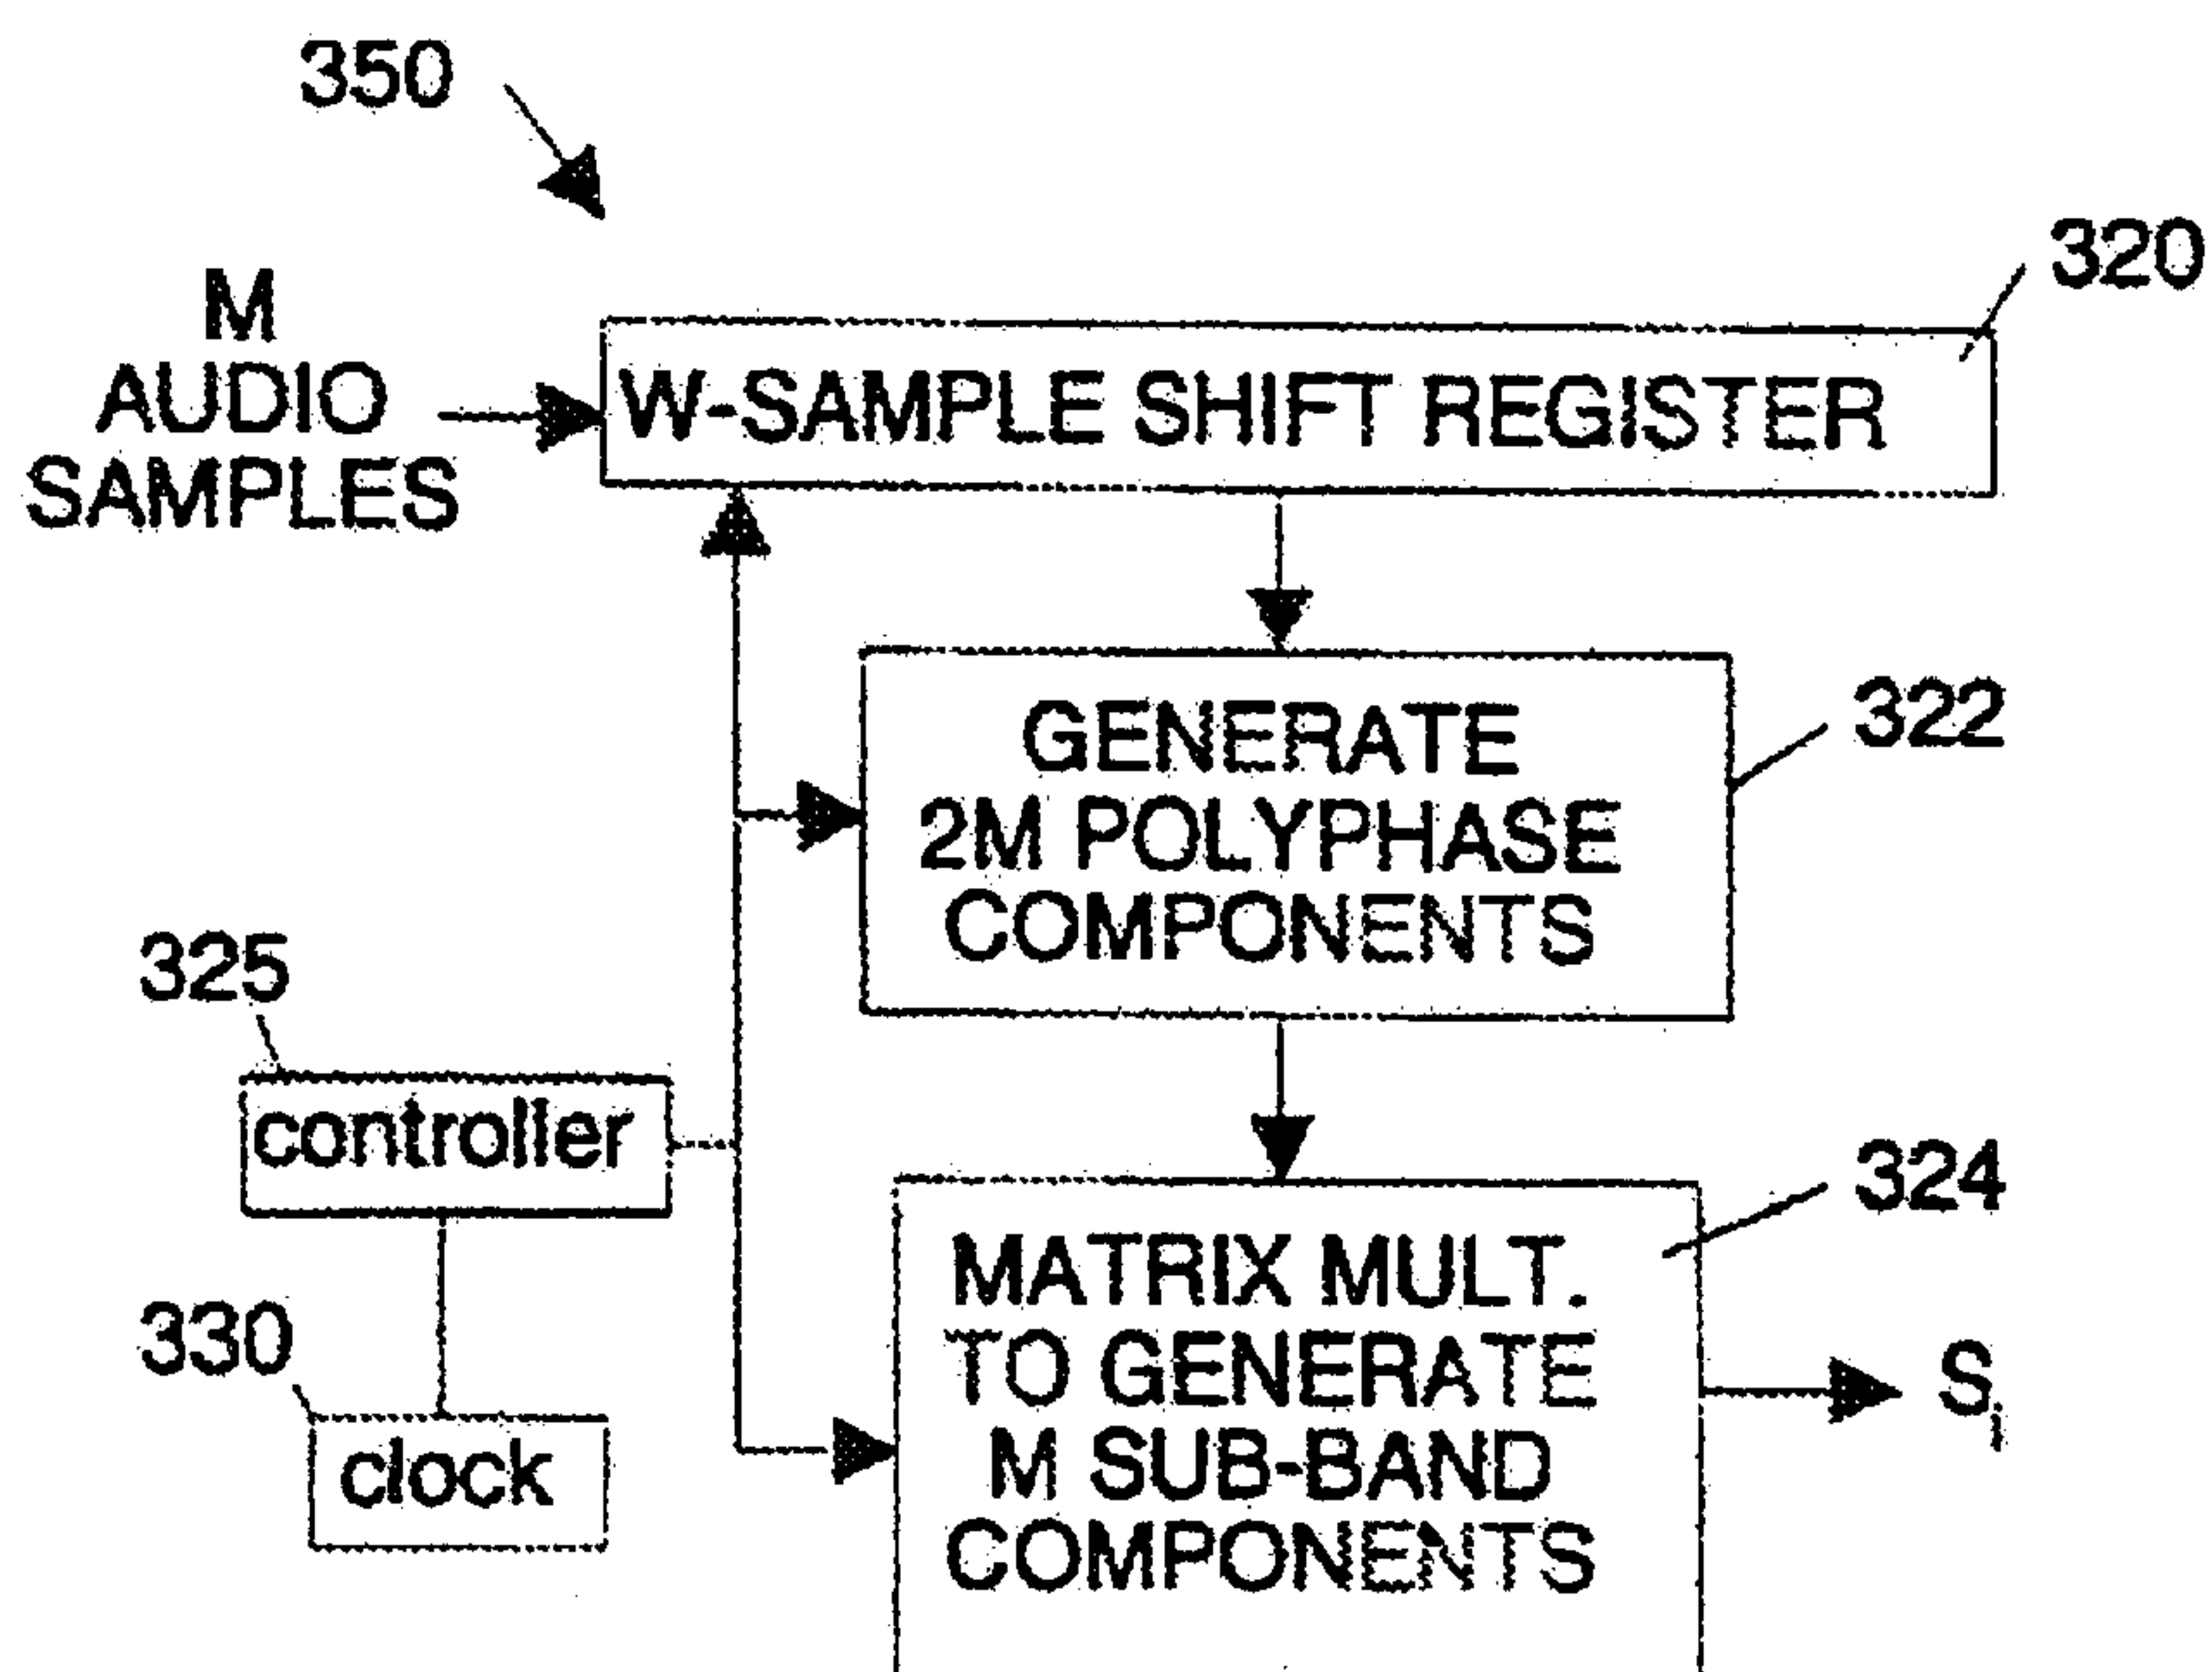 350
320
M
AUDIO
SAMPLES
W-SAMPLE SHIFT REGISTER
322
GENERATE
2M POLYPHASE
COMPONENTS
325
controller
324
MATRIX MULT.
TO GENERATE
M SUB-BAND
COMPONENTS
330
clock
Si